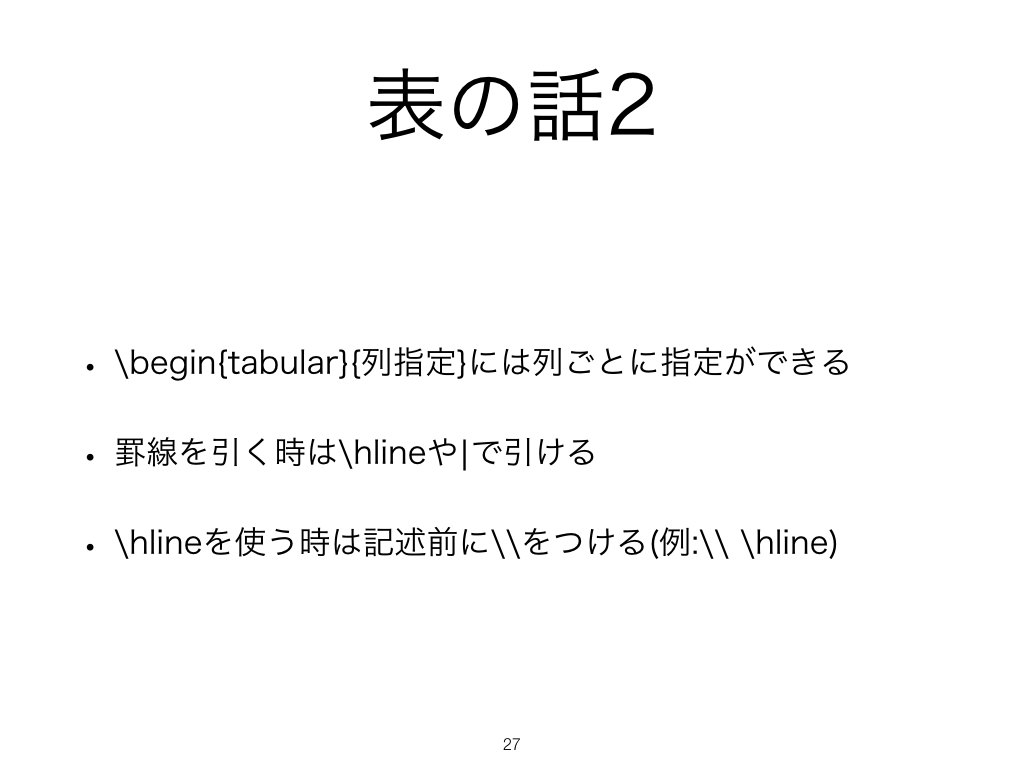 表の話2
• \begin{tabular}{列指定}には列ごとに指定ができる
• 罫線を引く時は\hlineや|で引ける
• \hlineを使う時は記述前に\\をつける(例:\\ \hline)
27